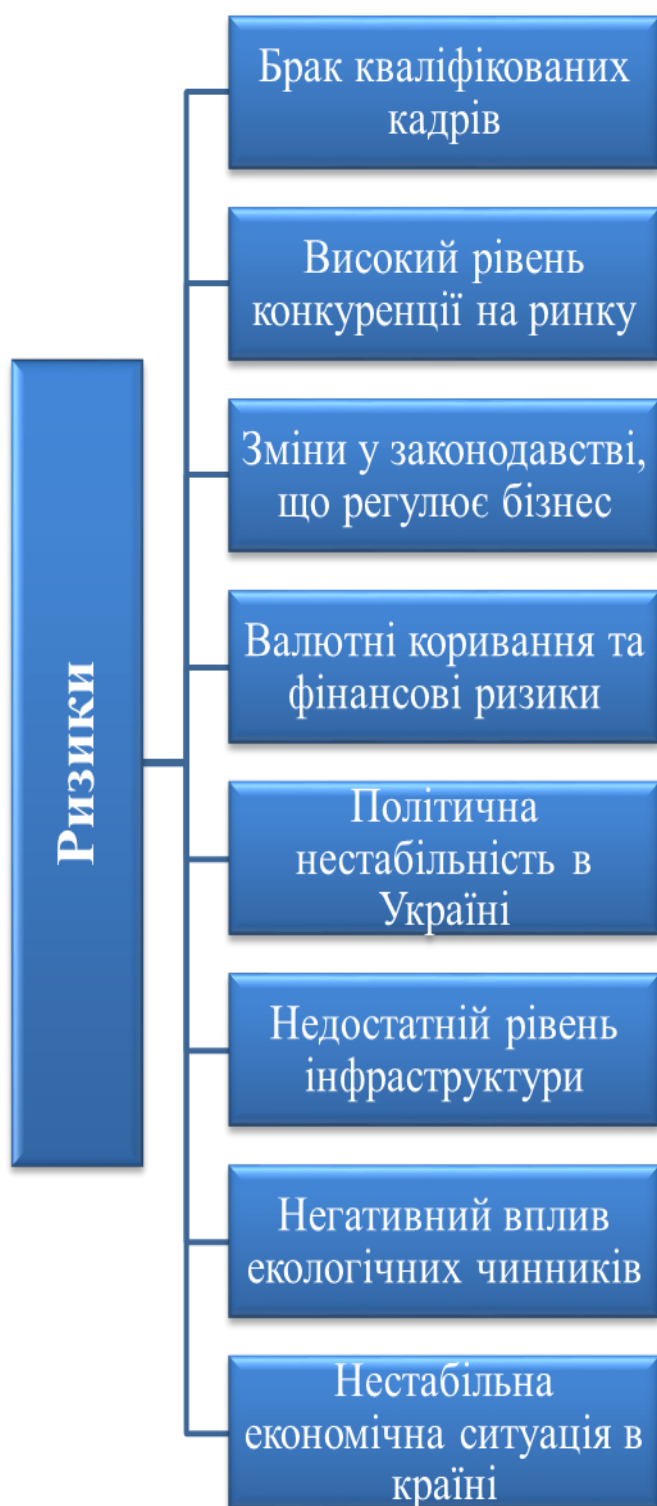 Ризики
Брак кваліфікованих
кадрів
Високий рівень
конкуренції на ринку
Зміни у законодавстві,
що регулює бізнес
Валютні коривання та
фінансові ризики
Політична
нестабільність в
Україні
Недостатній рівень
інфраструктури
Негативний вплив
екологічних чинників
Нестабільна
економічна ситуація в
країні